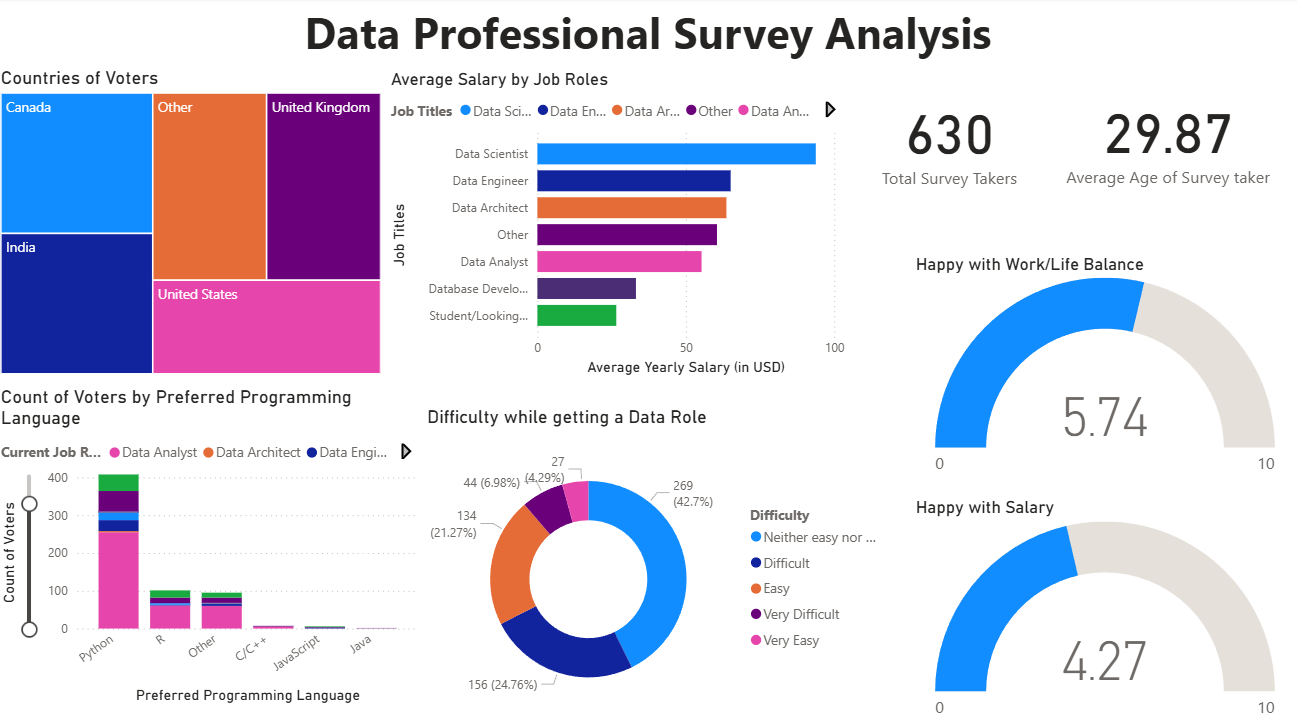 Data Professional Survey Analysis
Countries of Voters
Canada
Other
United Kingdom
India
United States
Average Salary by Job Roles
Job Titles Data Sci... Data En... Data Ar... Other Data An...
Job Titles
Data Scientist
Data Engineer
Data Architect
Other
Data Analyst
Database Develo...
Student/Looking...
0 50 100
Average Yearly Salary (in USD)
630
Total Survey Takers
29.87
Average Age of Survey taker
Happy with Work/Life Balance
5.74
0 10
Count of Voters by Preferred Programming
Language
Current Job R... Data Analyst Data Architect Data Engi...
Count of Voters
400
300
200
100
0
Python R Other C/C++ JavaScript Java
Preferred Programming Language
Difficulty while getting a Data Role
27
(4.29%)
44 (6.98%)
134
(21.27%)
269
(42.7%)
156 (24.76%)
Difficulty
Neither easy nor ...
Difficult
Easy
Very Difficult
Very Easy
Happy with Salary
4.27
0 10